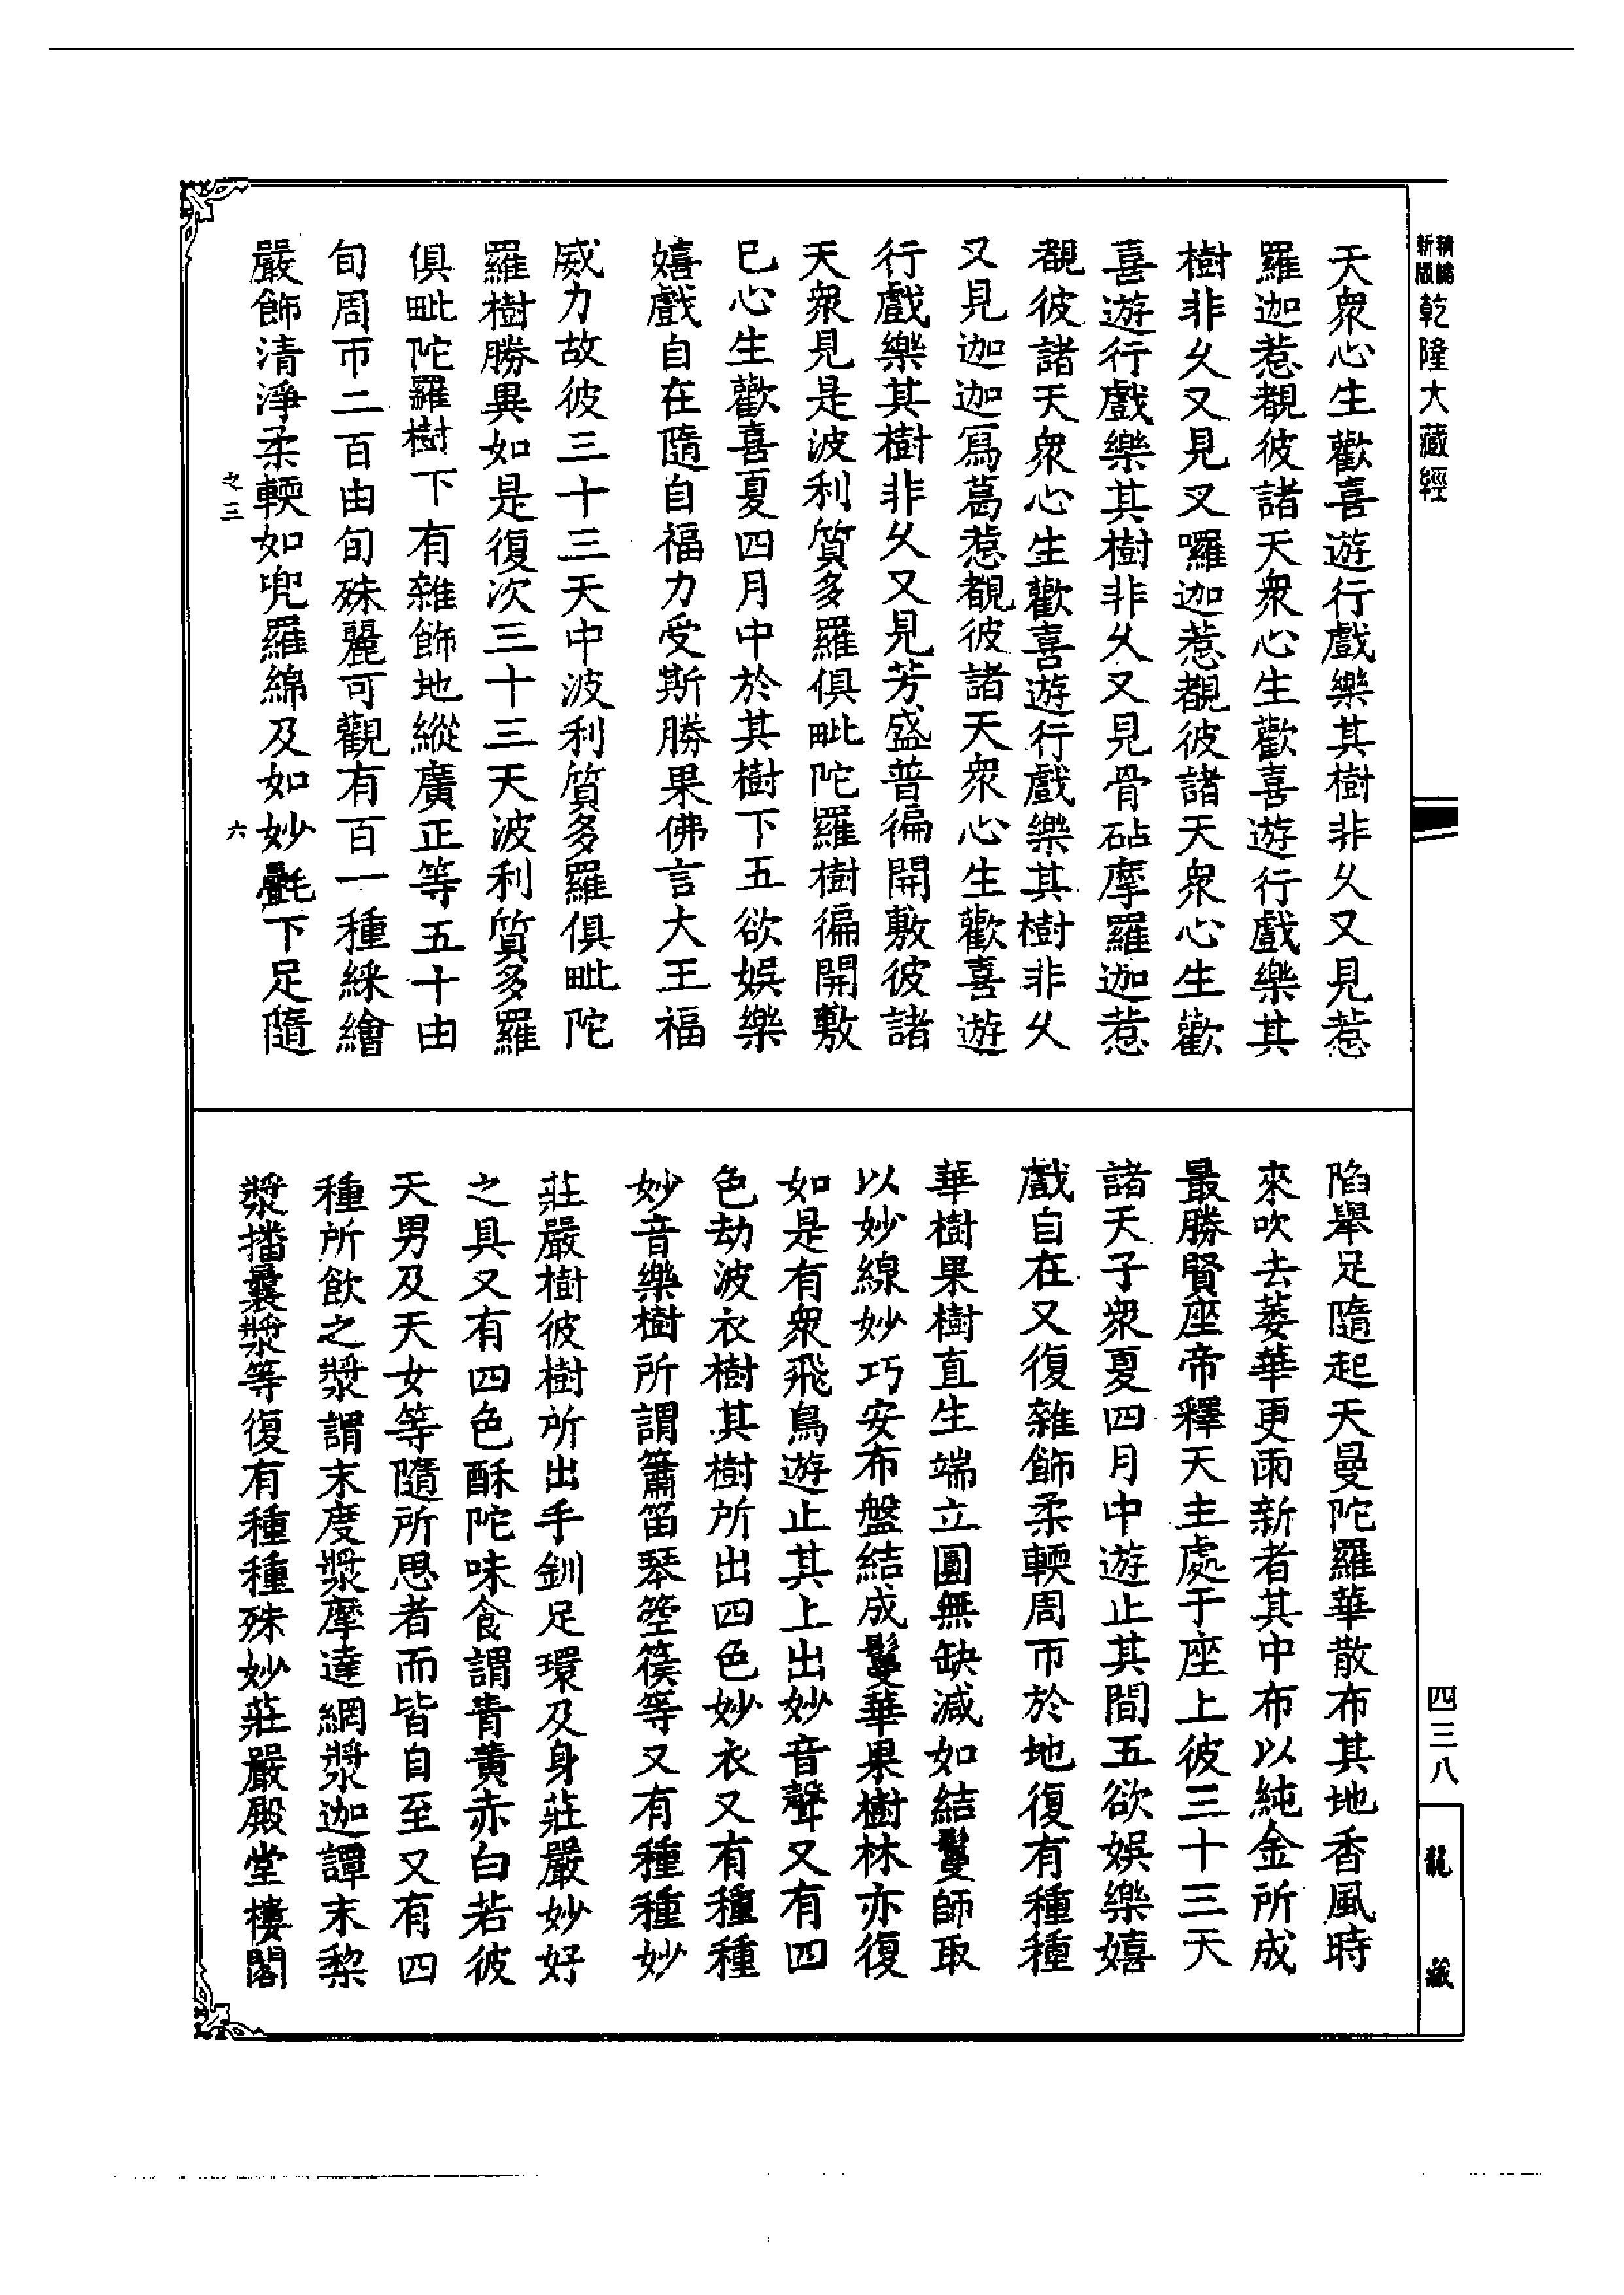 新編縮版乾隆大藏經
天衆心生歡喜遊行戲樂其樹非久又見惹
羅迦惹覩彼諸天衆心生歡喜遊行戲樂其
樹非久又見叉囉迦惹覩彼諸天衆心生歡
喜遊行戲樂其樹非久又見骨砧摩羅迦惹
覩彼諸天衆心生歡喜遊行戲樂其樹非久
又見迦迦寫葛惹覩彼諸天衆心生歡喜遊
行戲樂其樹非久又見芳盛普徧開敷彼諸
天衆見是波利質多羅俱毗陀羅樹徧開敷
已心生歡喜夏四月中於其樹下五欲娛樂
嬉戲自在隨自福力受斯勝果佛言大王福
威力故彼三十三天中波利質多羅俱毗陀
羅樹勝異如是復次三十三天波利質多羅
俱毗陀羅樹下有雜飾地縱廣正等五十由
旬周帀二百由旬殊麗可觀有百一種綵繪
嚴飾清淨柔輭如兜羅綿及如妙㲲下足隨
之三
六
陷舉足隨起天曼陀羅華散布其地香風時
來吹去萎華更雨新者其中布以純金所成
最勝賢座帝釋天主處于座上彼三十三天
諸天子衆夏四月中遊止其間五欲娛樂嬉
戲自在又復雜飾柔輭周帀於地復有種種
華樹果樹直生端立圓無缺減如結鬘師取
以妙線妙巧安布盤結成鬘華果樹林亦復
如是有衆飛鳥遊止其上出妙音聲又有四
色劫波衣樹其樹所出四色妙衣又有種種
妙音樂樹所謂簫笛琴箜篌等又有種種妙
莊嚴樹彼樹所出手釧足環及身莊嚴妙好
之具又有四色酥陀味食謂青黃赤白若彼
天男及天女等隨所思者而皆自至又有四
種所飲之漿謂末度漿摩達網漿迦譚末棃
漿播曩漿等復有種種殊妙莊嚴殿堂樓閣
四三八
龍藏